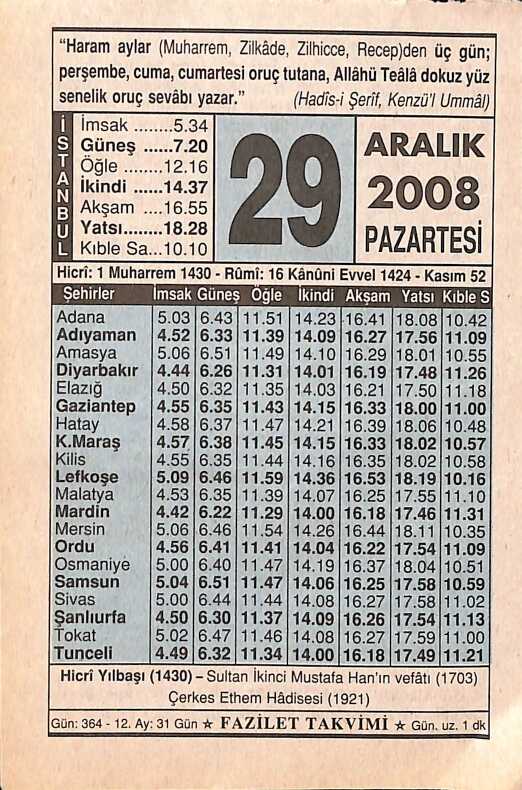 “Haram aylar (Muharrem, Zilkâde, Zilhicce, Recep)den üç gün;
perşembe, cuma, cumartesi oruç tutana, Allâhü Teâlâ dokuz yüz
senelik oruç sevâbı yazar.” (Hadîs-i Şerîf, Kenzü'l Ummâl)
İSTANBUL
İmsak ........5.34
Güneş ......7.20
Öğle ........12.16
İkindi ......14.37
Akşam ....16.55
Yatsı........18.28
Kıble Sa...10.10
29
ARALIK
2008
PAZARTESİ
Hicrî: 1 Muharrem 1430 - Rûmî: 16 Kânûni Evvel 1424 - Kasım 52
Şehirler İmsak Güneş Öğle İkindi Akşam Yatsı Kıble S
Adana 5.03 6.43 11.51 14.23 16.41 18.08 10.42
Adıyaman 4.52 6.33 11.39 14.09 16.27 17.56 11.09
Amasya 5.06 6.51 11.49 14.10 16.29 18.01 10.55
Diyarbakır 4.44 6.26 11.31 14.01 16.19 17.48 11.26
Elazığ 4.50 6.32 11.35 14.03 16.21 17.50 11.18
Gaziantep 4.55 6.35 11.43 14.15 16.33 18.00 11.00
Hatay 4.58 6.37 11.47 14.21 16.39 18.06 10.48
K.Maraş 4.57 6.38 11.45 14.15 16.33 18.02 10.57
Kilis 4.55 6.35 11.44 14.16 16.35 18.02 10.58
Lefkoşe 5.09 6.46 11.59 14.36 16.53 18.19 10.16
Malatya 4.53 6.35 11.39 14.07 16.25 17.55 11.10
Mardin 4.42 6.22 11.29 14.00 16.18 17.46 11.31
Mersin 5.06 6.46 11.54 14.26 16.44 18.11 10.35
Ordu 4.56 6.41 11.41 14.04 16.22 17.54 11.09
Osmaniye 5.00 6.40 11.47 14.19 16.37 18.04 10.51
Samsun 5.04 6.51 11.47 14.06 16.25 17.58 10.59
Sivas 5.00 6.44 11.44 14.08 16.27 17.58 11.02
Şanlıurfa 4.50 6.30 11.37 14.09 16.26 17.54 11.13
Tokat 5.02 6.47 11.46 14.08 16.27 17.59 11.00
Tunceli 4.49 6.32 11.34 14.00 16.18 17.49 11.21
Hicrî Yılbaşı (1430) – Sultan İkinci Mustafa Han'ın vefâtı (1703)
Çerkes Ethem Hâdisesi (1921)
Gün: 364 - 12. Ay: 31 Gün ★ FAZİLET TAKVİMİ ★ Gün. uz. 1 dk